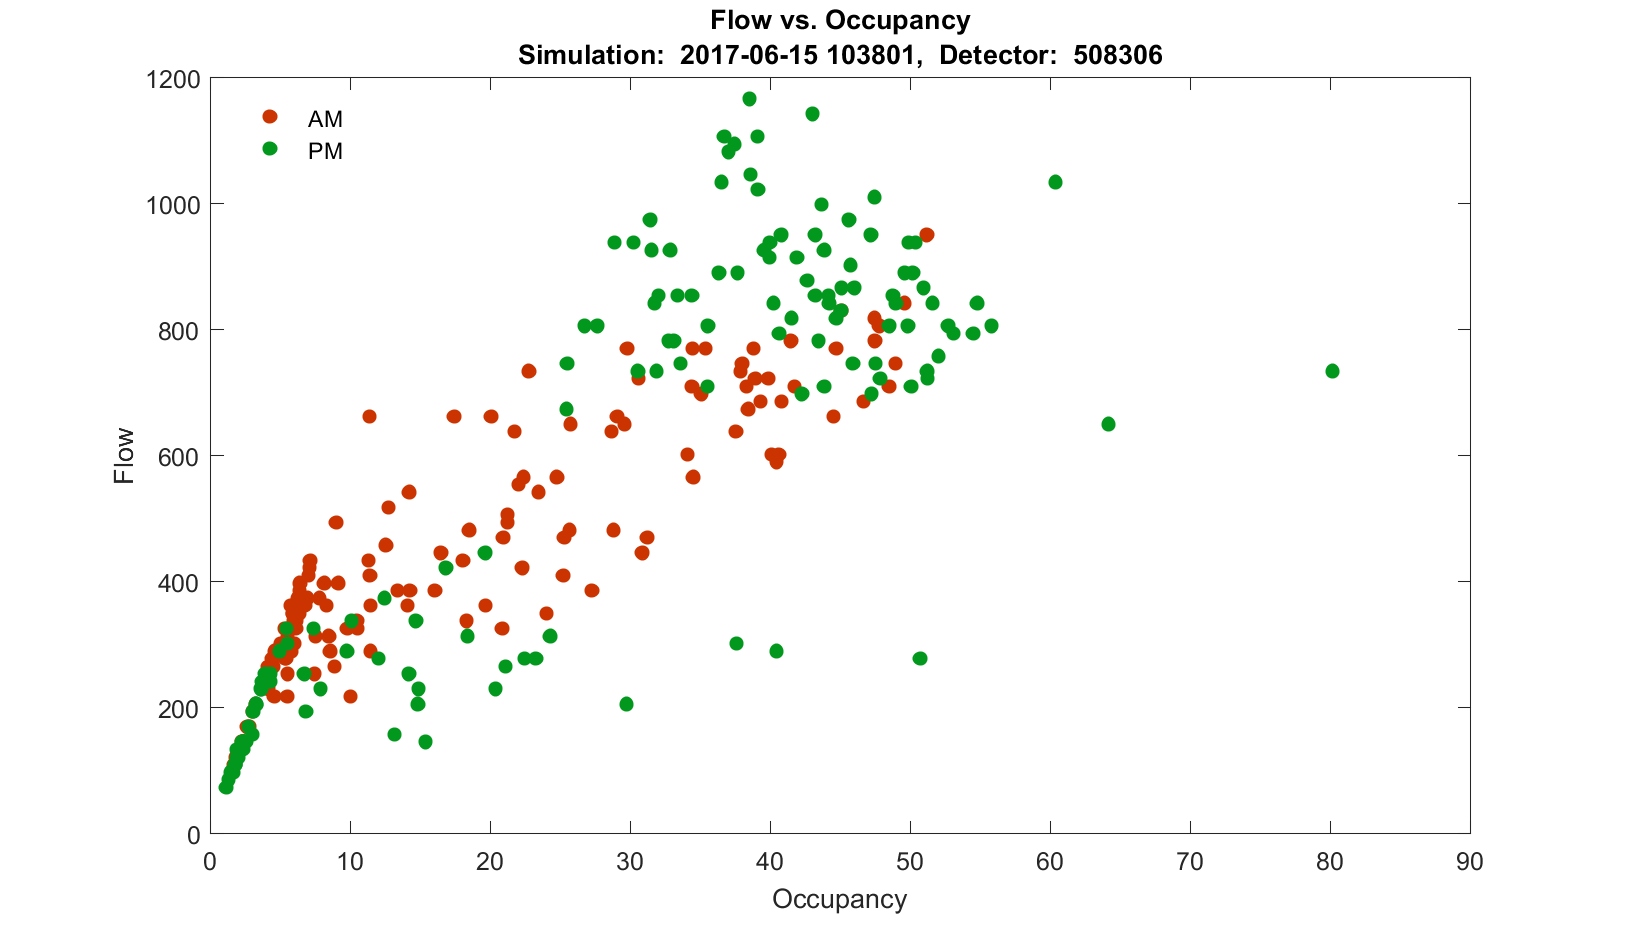 Flow vs. Occupancy
Simulation:  2017-06-15 103801,  Detector:  508306
1200
1000
800
600
400
200
0
Flow
AM
PM
0 10 20 30 40 50 60 70 80 90
Occupancy